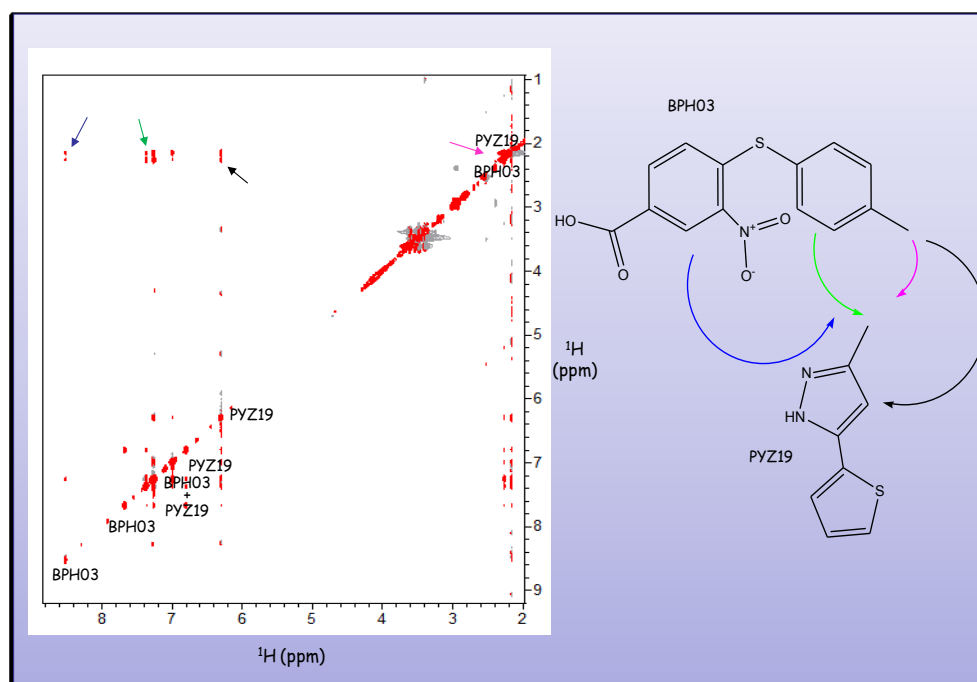 BPH03
1
PYZ19
BPH03
2
3
4
5
6
7
8
9
PYZ19
PYZ19
BPH03
+
PYZ19
BPH03
BPH03
8 7 6 5 4 3 2
¹H (ppm)
¹H
(ppm)
S
HO
O
N⁺
O
O⁻
N
HN
PYZ19
S